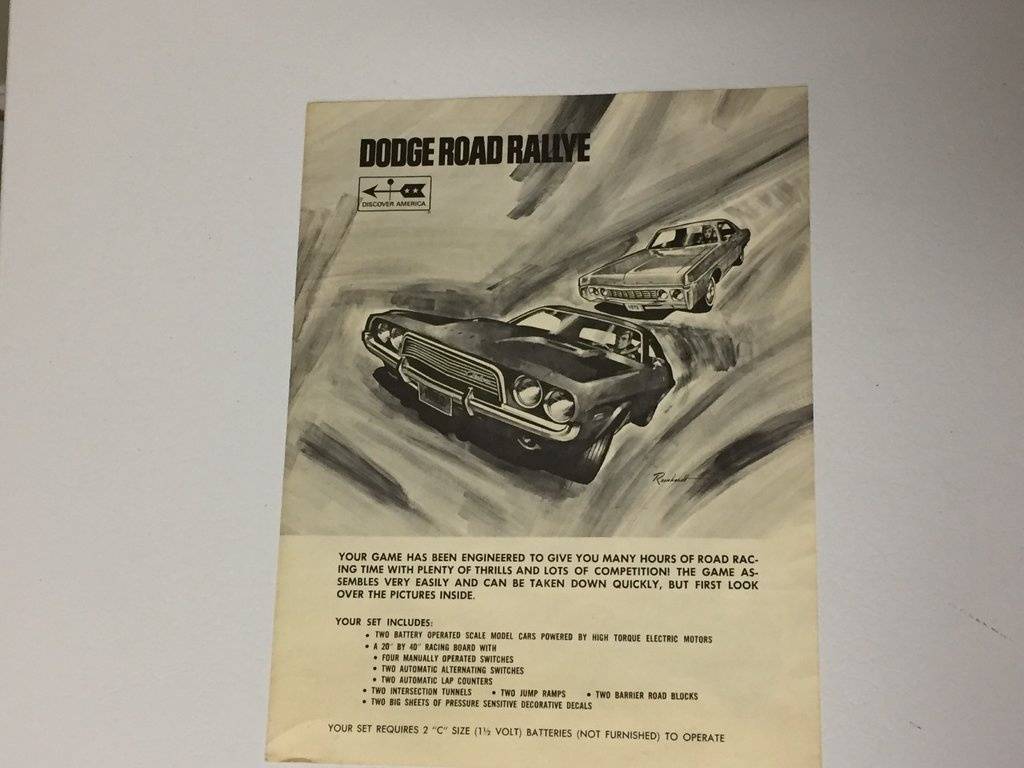 DODGE ROAD RALLYE
DISCOVER AMERICA
Reinhardt
YOUR GAME HAS BEEN ENGINEERED TO GIVE YOU MANY HOURS OF ROAD RAC-
ING TIME WITH PLENTY OF THRILLS AND LOTS OF COMPETITION! THE GAME AS-
SEMBLES VERY EASILY AND CAN BE TAKEN DOWN QUICKLY, BUT FIRST LOOK
OVER THE PICTURES INSIDE.
YOUR SET INCLUDES:
• TWO BATTERY OPERATED SCALE MODEL CARS POWERED BY HIGH TORQUE ELECTRIC MOTORS
• A 20" BY 40" RACING BOARD WITH
• FOUR MANUALLY OPERATED SWITCHES
• TWO AUTOMATIC ALTERNATING SWITCHES
• TWO AUTOMATIC LAP COUNTERS
• TWO INTERSECTION TUNNELS • TWO JUMP RAMPS • TWO BARRIER ROAD BLOCKS
• TWO BIG SHEETS OF PRESSURE SENSITIVE DECORATIVE DECALS
YOUR SET REQUIRES 2 "C" SIZE (1½ VOLT) BATTERIES (NOT FURNISHED) TO OPERATE